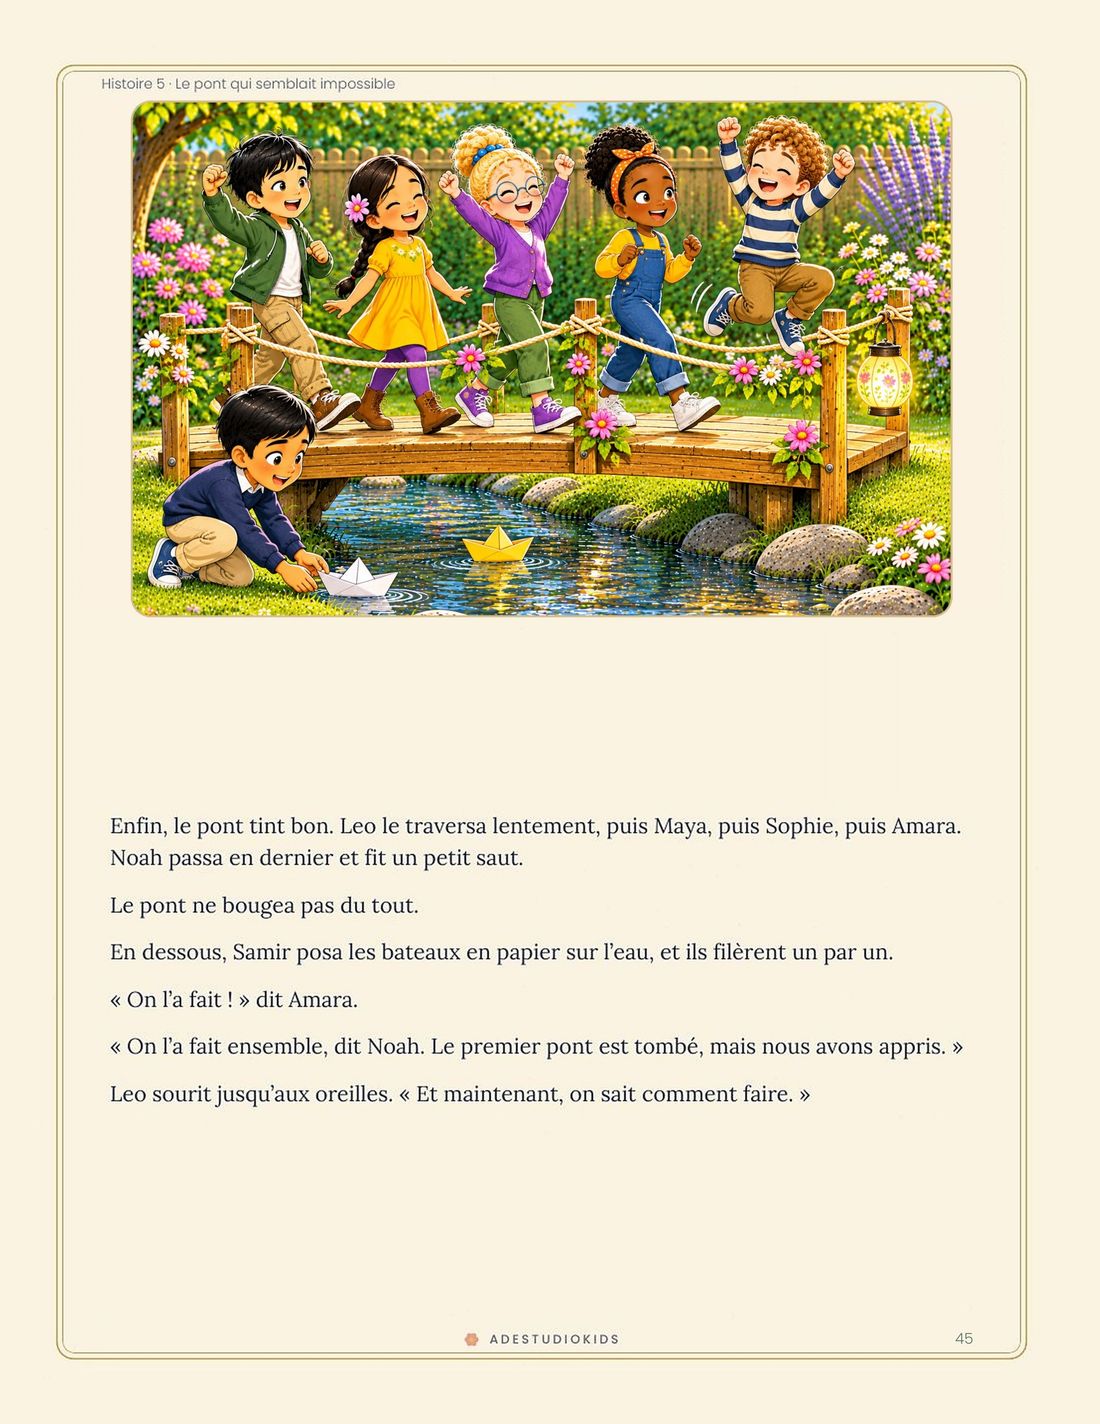 Histoire 5 · Le pont qui semblait impossible
Enfin, le pont tint bon. Leo le traversa lentement, puis Maya, puis Sophie, puis Amara.
Noah passa en dernier et fit un petit saut.
Le pont ne bougea pas du tout.
En dessous, Samir posa les bateaux en papier sur l’eau, et ils filèrent un par un.
« On l’a fait ! » dit Amara.
« On l’a fait ensemble, dit Noah. Le premier pont est tombé, mais nous avons appris. »
Leo sourit jusqu’aux oreilles. « Et maintenant, on sait comment faire. »
ADESTUDIOKIDS
45